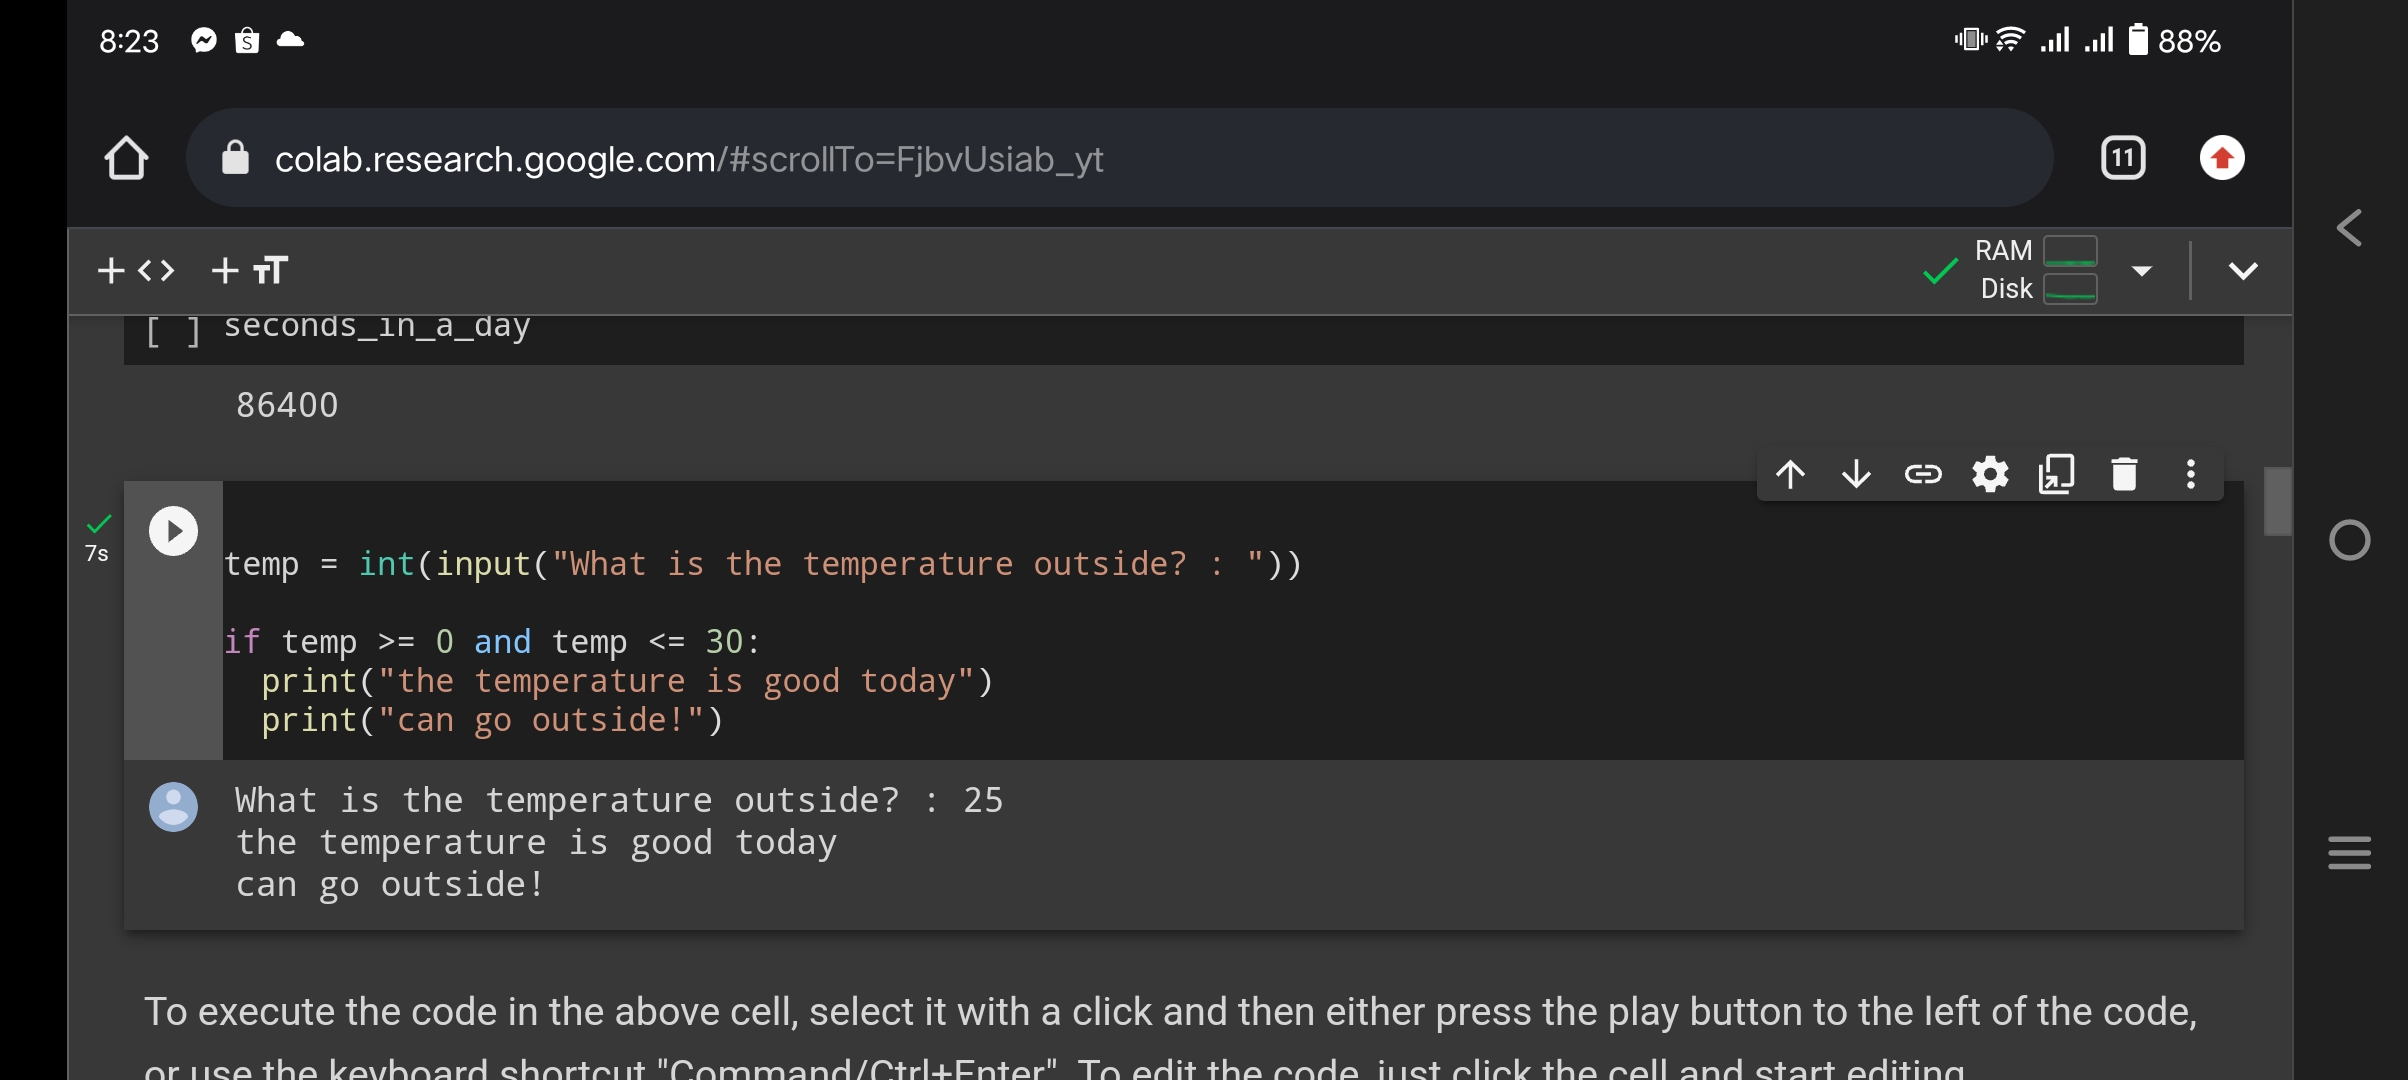 8:23
88%
colab.research.google.com/#scrollTo=FjbvUsiab_yt
11
RAM
Disk
[ ] seconds_in_a_day
86400
7s
temp = int(input("What is the temperature outside? : "))
if temp >= 0 and temp <= 30:
print("the temperature is good today")
print("can go outside!")
What is the temperature outside? : 25
the temperature is good today
can go outside!
To execute the code in the above cell, select it with a click and then either press the play button to the left of the code,
or use the keyboard shortcut "Command/Ctrl+Enter". To edit the code, just click the cell and start editing